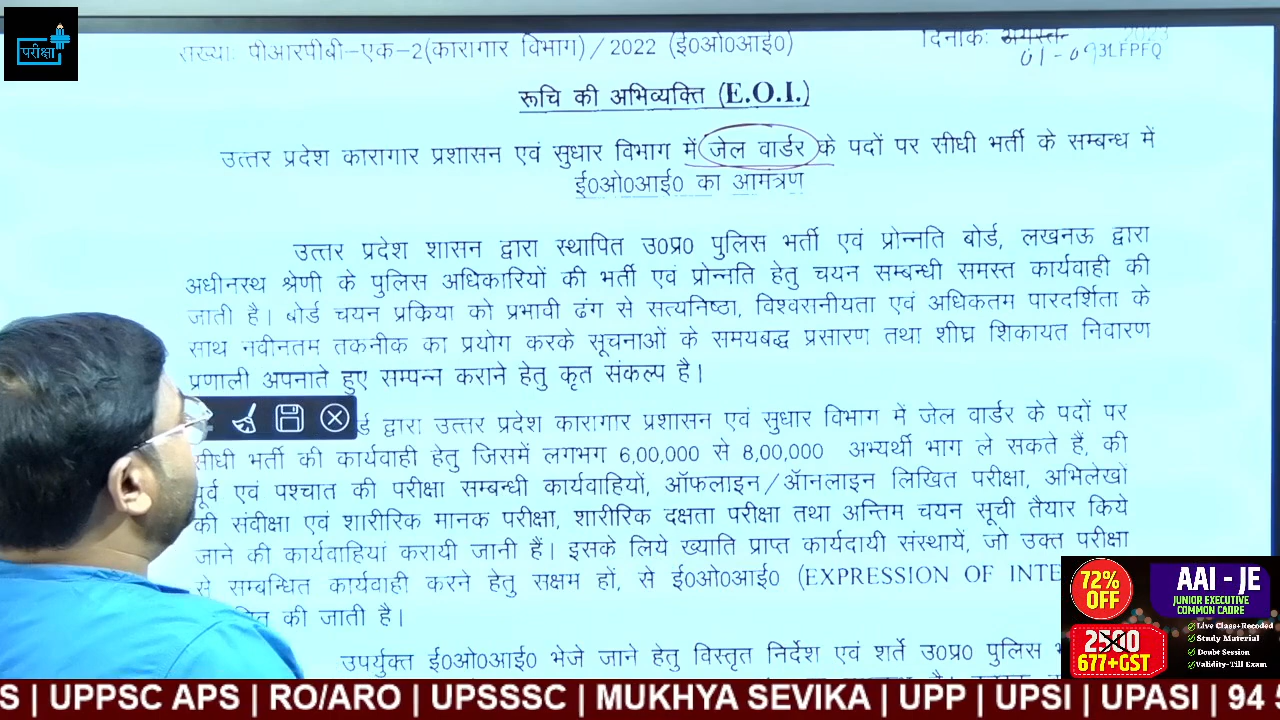 परीक्षा
संख्याः पीआरपीबी–एक–2(कारागार विभाग)/2022 (ई0ओ0आई0)
दिनांकः
रूचि की अभिव्यक्ति (E.O.I.)
उत्तर प्रदेश कारागार प्रशासन एवं सुधार विभाग में जेल वार्डर के पदों पर सीधी भर्ती के सम्बन्ध में
ई0ओ0आई0 का आमंत्रण
उत्तर प्रदेश शासन द्वारा स्थापित उ0प्र0 पुलिस भर्ती एवं प्रोन्नति बोर्ड, लखनऊ द्वारा
अधीनस्थ श्रेणी के पुलिस अधिकारियों की भर्ती एवं प्रोन्नति हेतु चयन सम्बन्धी समस्त कार्यवाही की
जाती है। बोर्ड चयन प्रक्रिया को प्रभावी ढंग से सत्यनिष्ठा, विश्वसनीयता एवं अधिकतम पारदर्शिता के
साथ नवीनतम तकनीक का प्रयोग करके सूचनाओं के समयबद्ध प्रसारण तथा शीघ्र शिकायत निवारण
प्रणाली अपनाते हुए सम्पन्न कराने हेतु कृत संकल्प है।
द्वारा उत्तर प्रदेश कारागार प्रशासन एवं सुधार विभाग में जेल वार्डर के पदों पर
सीधी भर्ती की कार्यवाही हेतु जिसमें लगभग 6,00,000 से 8,00,000 अभ्यर्थी भाग ले सकते हैं, की
पूर्व एवं पश्चात की परीक्षा सम्बन्धी कार्यवाहियों, ऑफलाइन/ऑनलाइन लिखित परीक्षा, अभिलेखों
की संवीक्षा एवं शारीरिक मानक परीक्षा, शारीरिक दक्षता परीक्षा तथा अन्तिम चयन सूची तैयार किये
जाने की कार्यवाहियां करायी जानी हैं। इसके लिये ख्याति प्राप्त कार्यदायी संस्थायें, जो उक्त परीक्षा
से सम्बन्धित कार्यवाही करने हेतु सक्षम हों, से ई0ओ0आई0 (EXPRESSION OF
की जाती है।
उपर्युक्त ई0ओ0आई0 भेजे जाने हेतु विस्तृत निर्देश एवं शर्ते उ0प्र0 पुलिस
72% OFF
AAI - JE
JUNIOR EXECUTIVE
COMMON CADRE
2500
677+GST
Live Class+Recoded
Study Material
Doubt Session
Validity-Till Exam
S | UPPSC APS | RO/ARO | UPSSSC | MUKHYA SEVIKA | UPP | UPSI | UPASI | 94